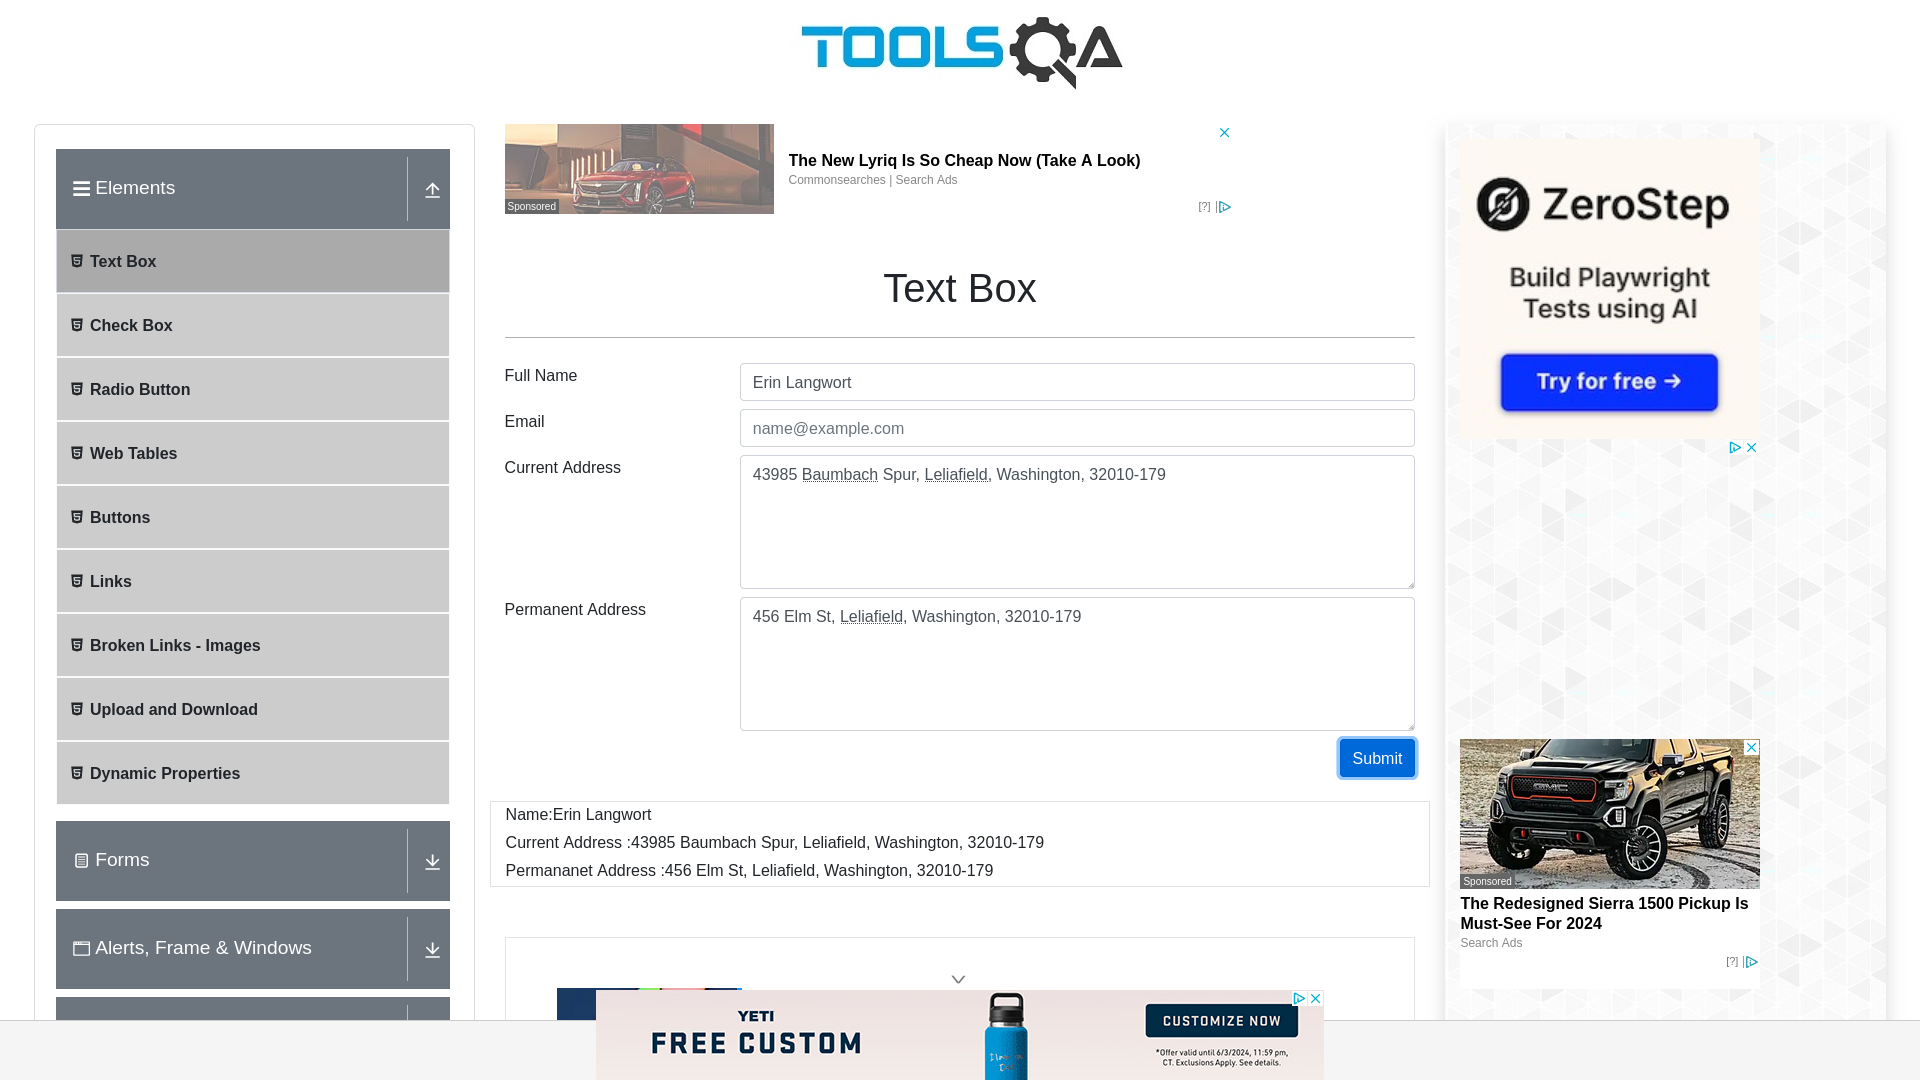 TOOLSQA
Elements
Text Box
Check Box
Radio Button
Web Tables
Buttons
Links
Broken Links - Images
Upload and Download
Dynamic Properties
Forms
Alerts, Frame & Windows
Sponsored
The New Lyriq Is So Cheap Now (Take A Look)
Commonsearches | Search Ads
[?]
Text Box
Full Name
Erin Langwort
Email
name@example.com
Current Address
43985 Baumbach Spur, Leliafield, Washington, 32010-179
Permanent Address
456 Elm St, Leliafield, Washington, 32010-179
Submit
Name:Erin Langwort
Current Address :43985 Baumbach Spur, Leliafield, Washington, 32010-179
Permananet Address :456 Elm St, Leliafield, Washington, 32010-179
YETI
FREE CUSTOM
CUSTOMIZE NOW
*Offer valid until 6/3/2024, 11:59 pm,
CT. Exclusions Apply. See details.
ZeroStep
Build Playwright
Tests using AI
Try for free →
GMC
Sponsored
The Redesigned Sierra 1500 Pickup Is
Must-See For 2024
Search Ads
[?]